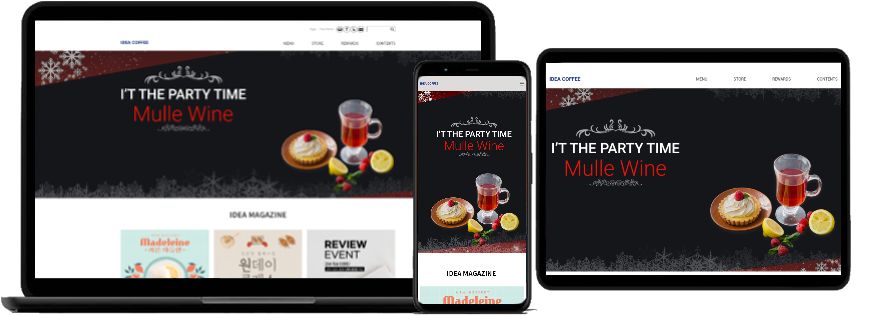 IDEA COFFEE
MENU STORE REWARDS CONTENTS
I'T THE PARTY TIME
Mulle Wine
IDEA MAGAZINE
Madeleine
원데이
REVIEW
EVENT
IDEA COFFEE
I'T THE PARTY TIME
Mulle Wine
IDEA MAGAZINE
Madeleine
IDEA COFFEE
MENU STORE REWARDS CONTENTS
I'T THE PARTY TIME
Mulle Wine